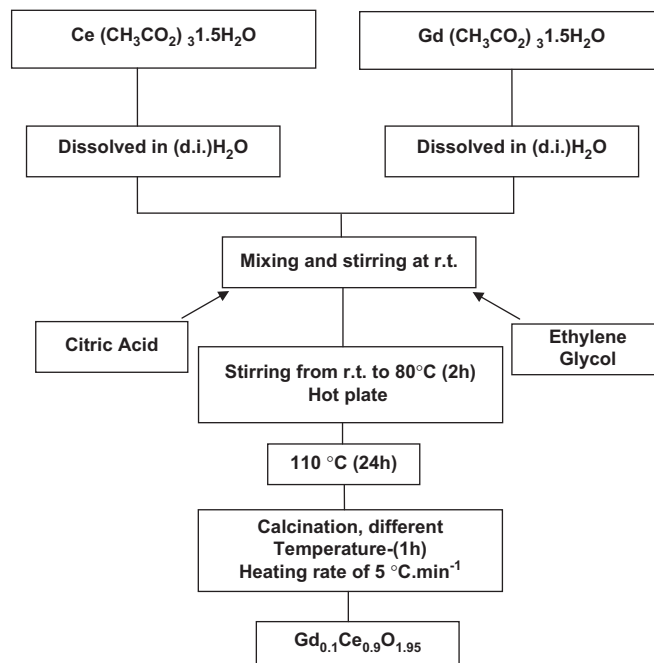 Ce (CH₃CO₂) ₃1.5H₂O
Gd (CH₃CO₂) ₃1.5H₂O
Dissolved in (d.i.)H₂O
Dissolved in (d.i.)H₂O
Mixing and stirring at r.t.
Citric Acid
Ethylene
Glycol
Stirring from r.t. to 80°C (2h)
Hot plate
110 °C (24h)
Calcination, different
Temperature-(1h)
Heating rate of 5 °C.min⁻¹
Gd₀.₁Ce₀.₉O₁.₉₅